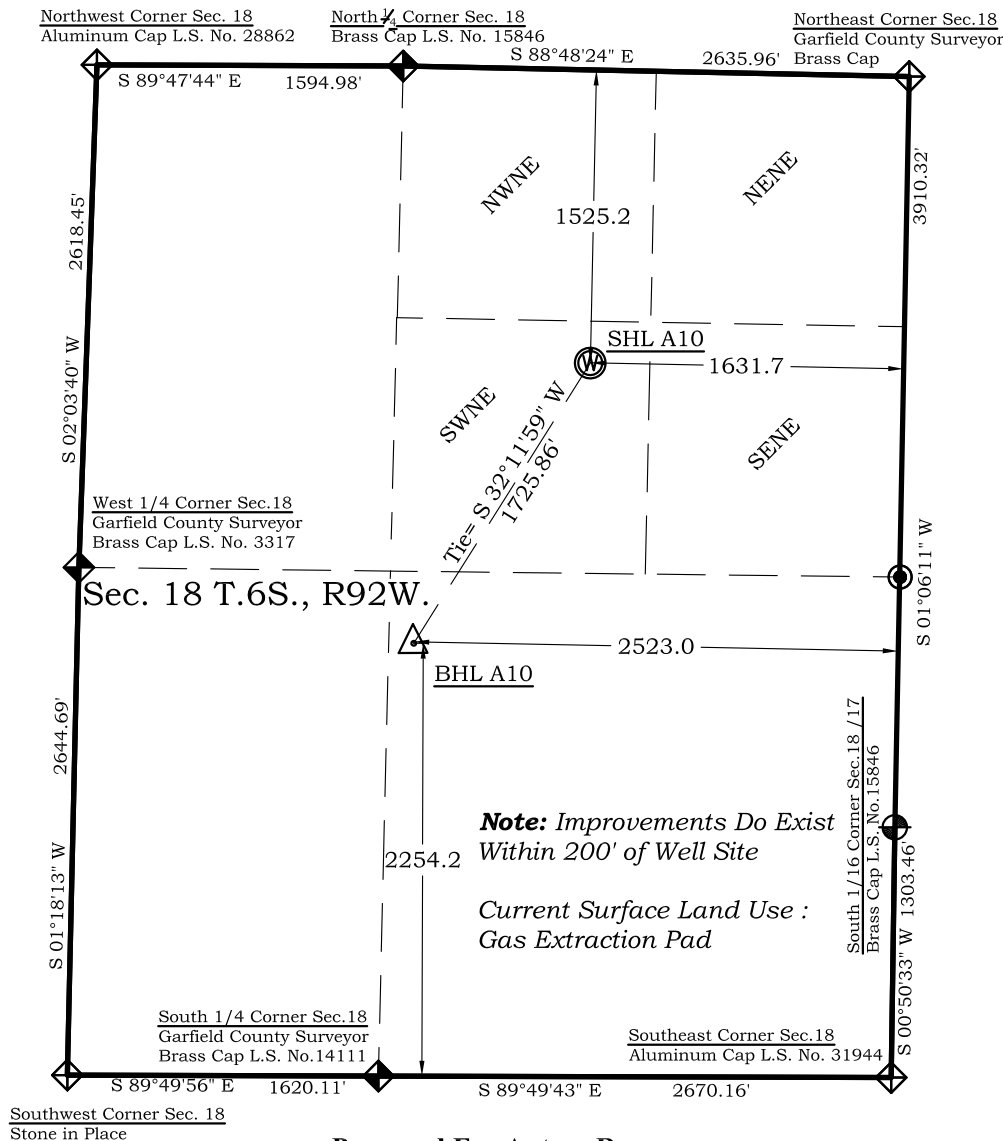 Northwest Corner Sec. 18
Aluminum Cap L.S. No. 28862
North 1/4 Corner Sec. 18
Brass Cap L.S. No. 15846
Northeast Corner Sec.18
Garfield County Surveyor
Brass Cap
S 89°47'44" E 1594.98'
S 88°48'24" E 2635.96'
NWNE
NENE
1525.2
3910.32'
2618.45'
S 02°03'40" W
SHL A10
W
1631.7
SWNE
SENE
Tie= S 32°11'59" W
1725.86'
West 1/4 Corner Sec.18
Garfield County Surveyor
Brass Cap L.S. No. 3317
S 01°06'11" W
Sec. 18 T.6S., R92W.
2523.0
BHL A10
2644.69'
S 01°18'13" W
South 1/16 Corner Sec.18 /17
Brass Cap L.S. No.15846
Note: Improvements Do Exist
Within 200' of Well Site
2254.2
Current Surface Land Use :
Gas Extraction Pad
S 00°50'33" W 1303.46'
South 1/4 Corner Sec.18
Garfield County Surveyor
Brass Cap L.S. No.14111
Southeast Corner Sec.18
Aluminum Cap L.S. No. 31944
S 89°49'56" E 1620.11'
S 89°49'43" E 2670.16'
Southwest Corner Sec. 18
Stone in Place